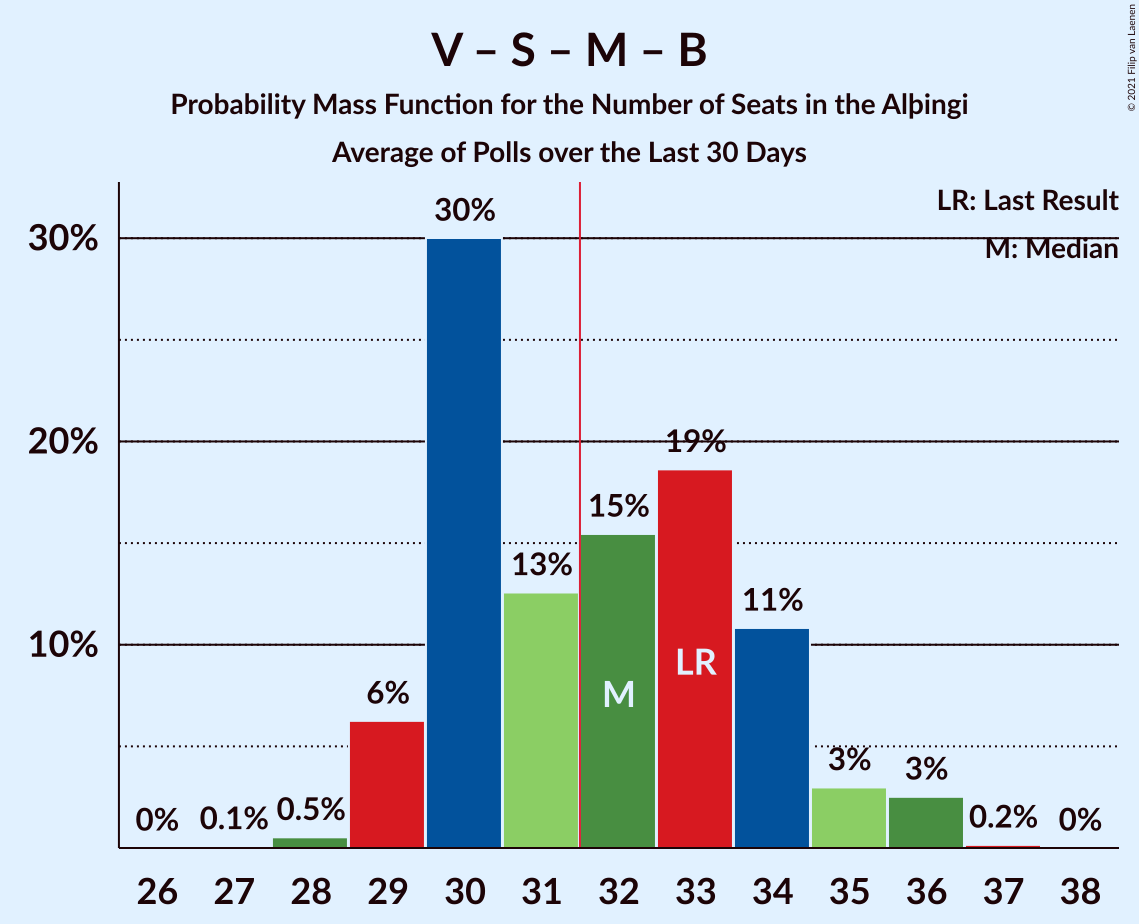 V – S – M – B
Probability Mass Function for the Number of Seats in the Alþingi
Average of Polls over the Last 30 Days
© 2021 Filip van Laenen
LR: Last Result
M: Median
30%
20%
10%
0%
0.1%
0.5%
6%
30%
13%
15%
19%
11%
3%
3%
0.2%
0%
M
LR
26 27 28 29 30 31 32 33 34 35 36 37 38